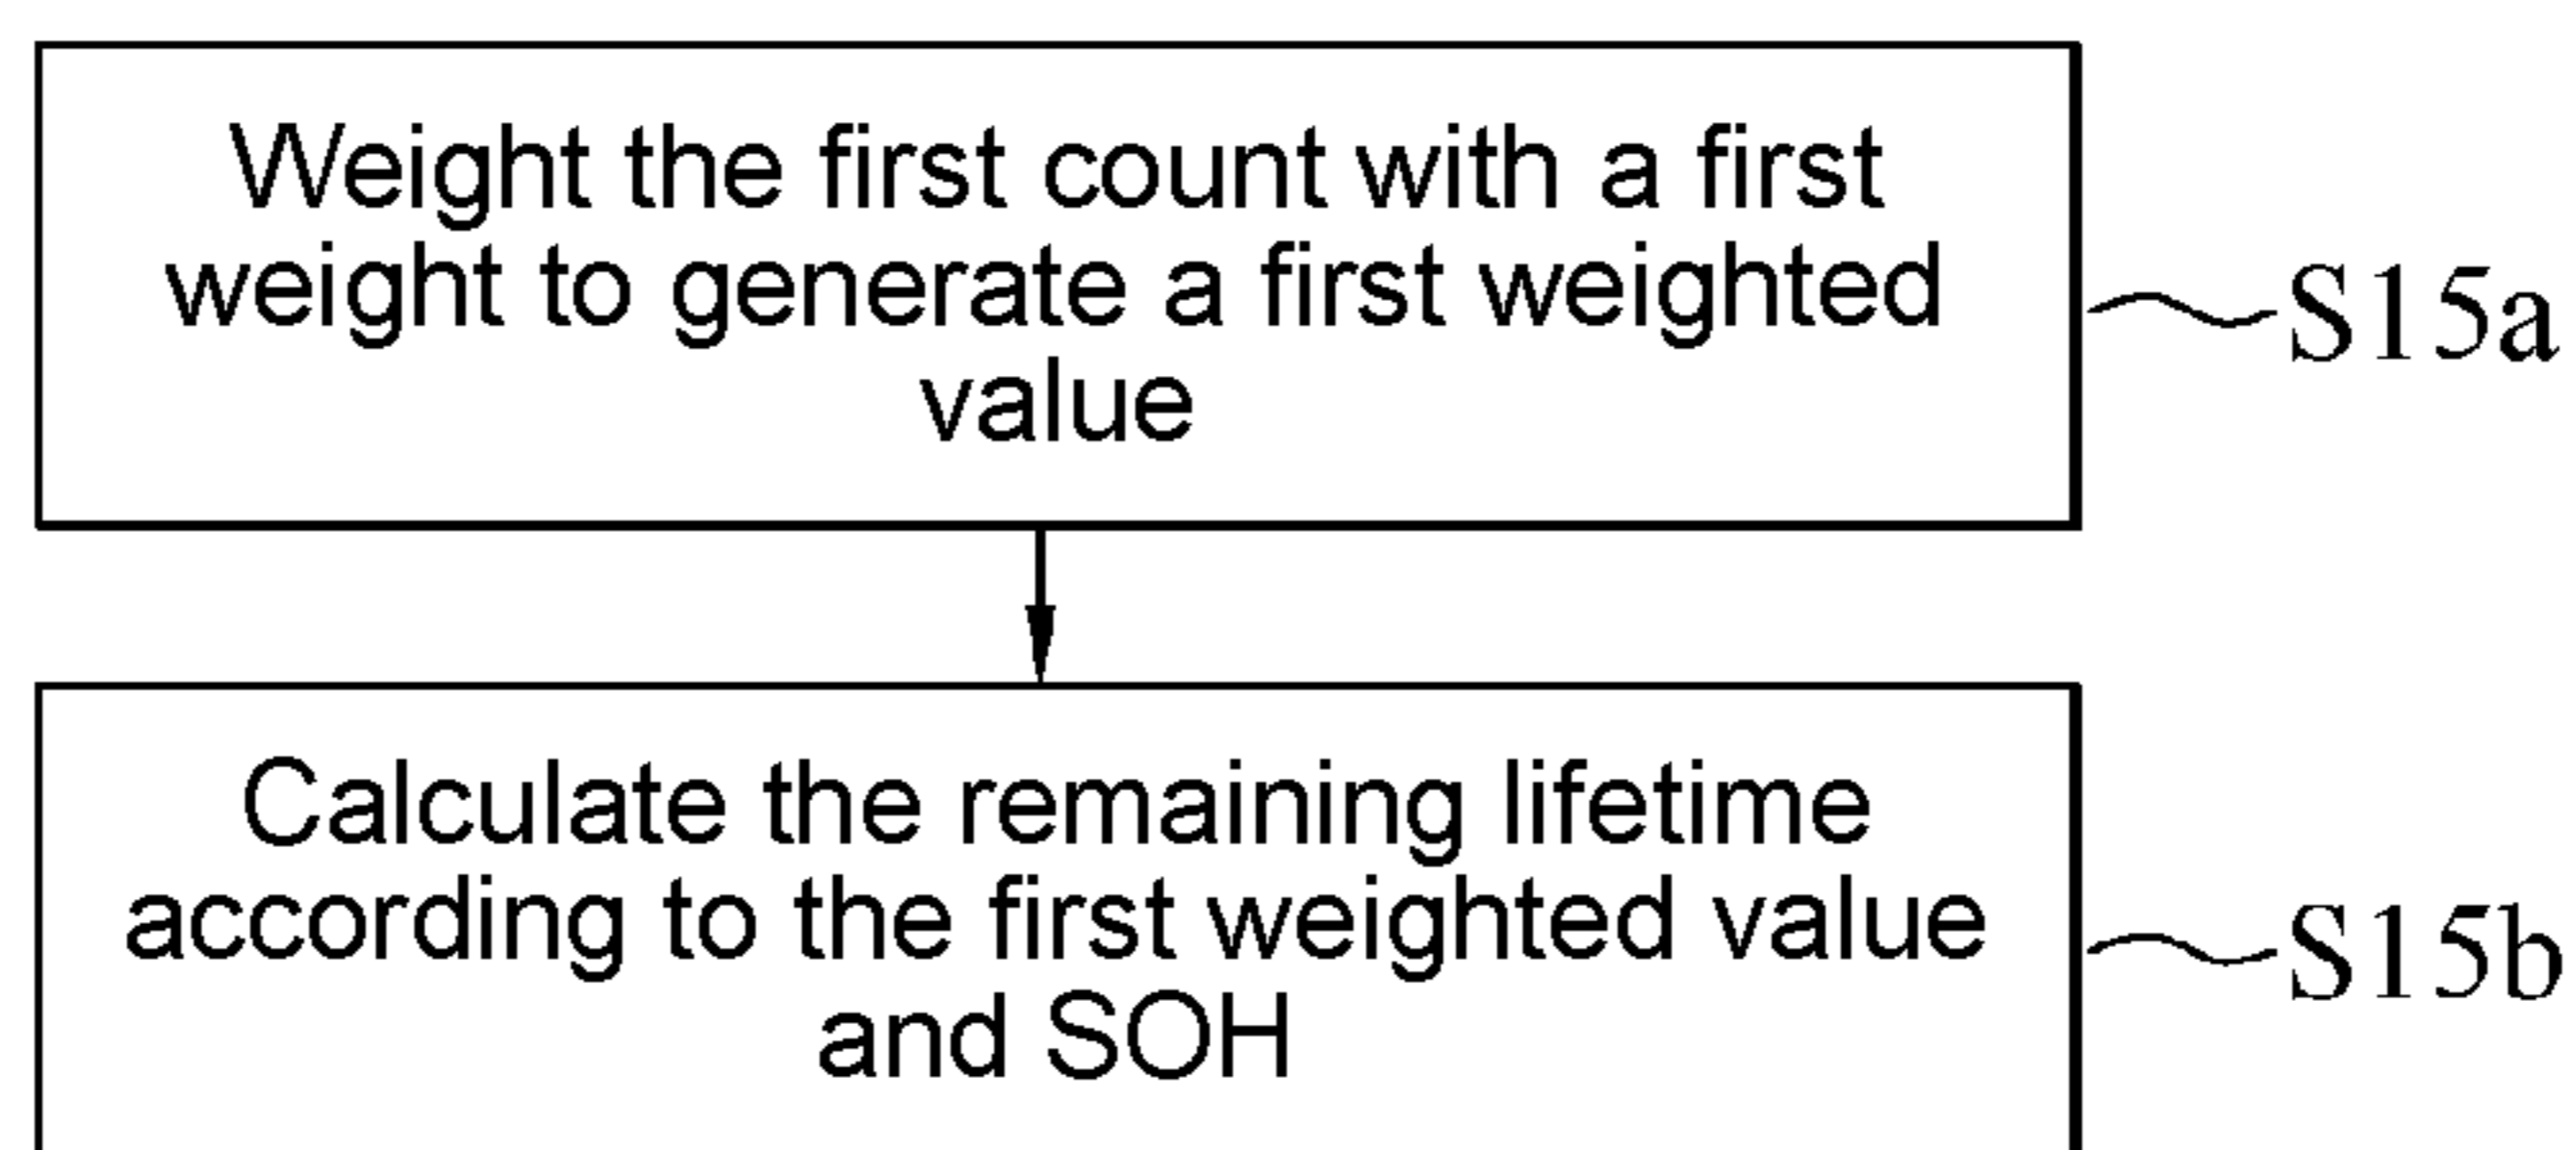 Weight the first count with a first
weight to generate a first weighted
value
S15a
Calculate the remaining lifetime
according to the first weighted value
and SOH
S15b